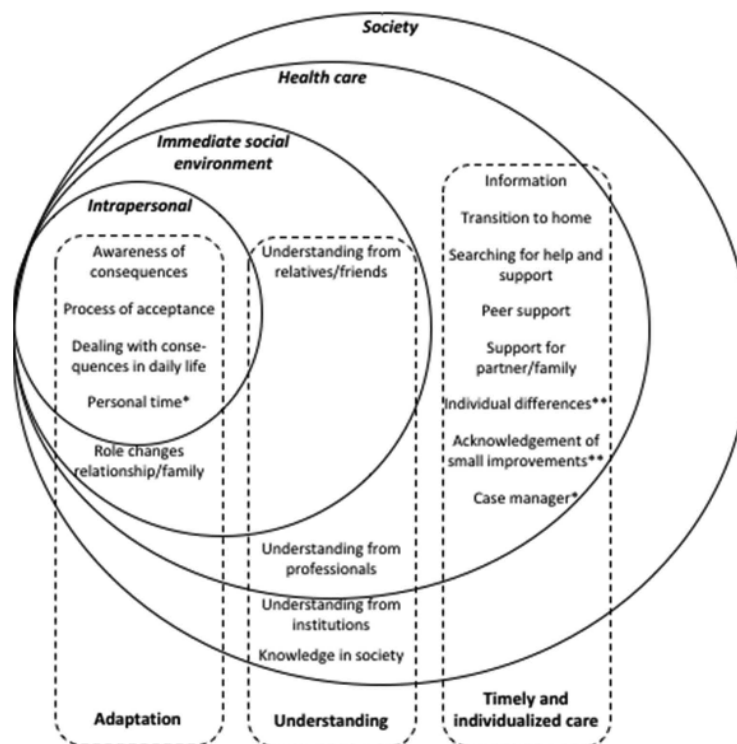 Society
Health care
Immediate social
environment
Intrapersonal
Awareness of
consequences
Process of acceptance
Dealing with conse-
quences in daily life
Personal time*
Role changes
relationship/family
Adaptation
Understanding from
relatives/friends
Understanding from
professionals
Understanding from
institutions
Knowledge in society
Understanding
Information
Transition to home
Searching for help and
support
Peer support
Support for
partner/family
Individual differences**
Acknowledgement of
small improvements**
Case manager*
Timely and
individualized care